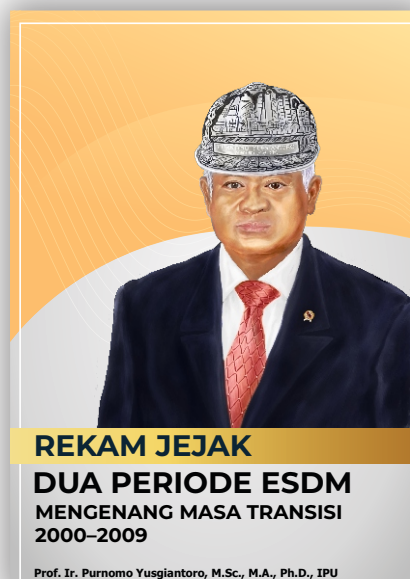 REKAM JEJAK
DUA PERIODE ESDM
MENGENANG MASA TRANSISI
2000–2009
Prof. Ir. Purnomo Yusgiantoro, M.Sc., M.A., Ph.D., IPU